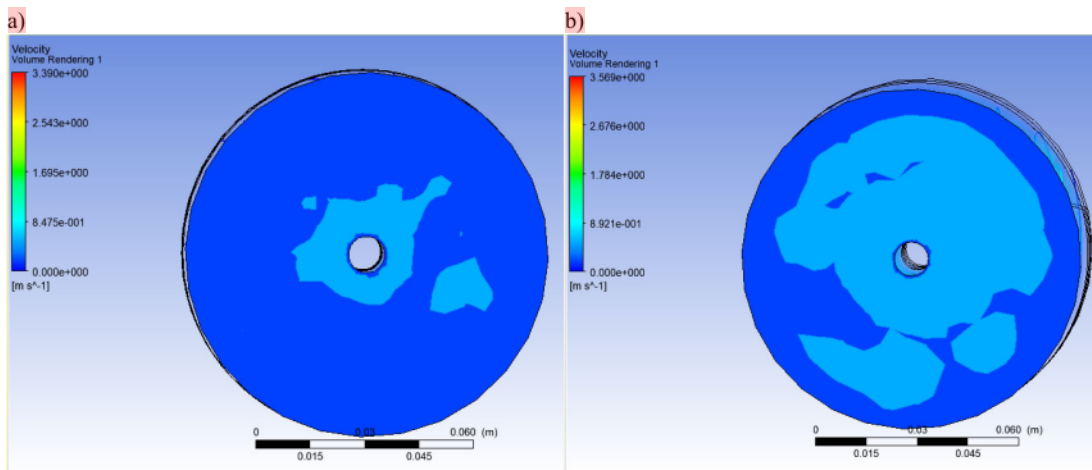 a)
Velocity
Volume Rendering 1
3.390e+000
2.543e+000
1.695e+000
8.475e-001
0.000e+000
[m s^-1]
0 0.03 0.060 (m)
0.015 0.045
b)
Velocity
Volume Rendering 1
3.569e+000
2.676e+000
1.784e+000
8.921e-001
0.000e+000
[m s^-1]
0 0.03 0.060 (m)
0.015 0.045